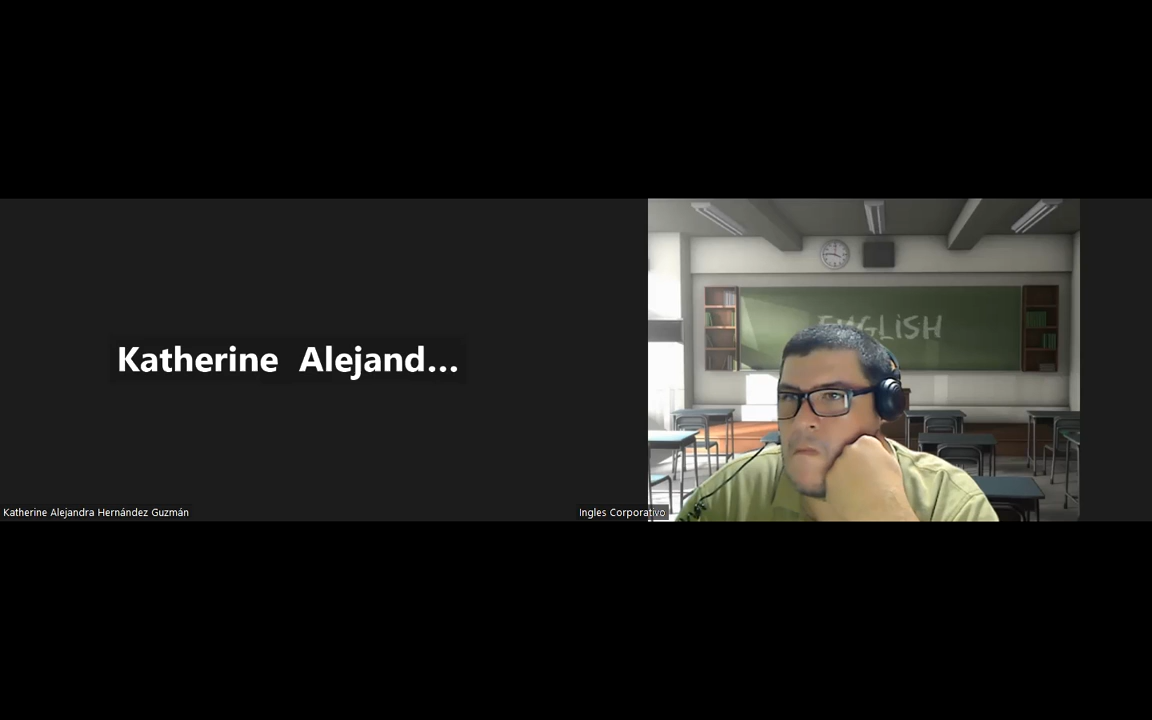 Katherine Alejand...
Katherine Alejandra Hernández Guzmán
ENGLiSH
Ingles Corporativo